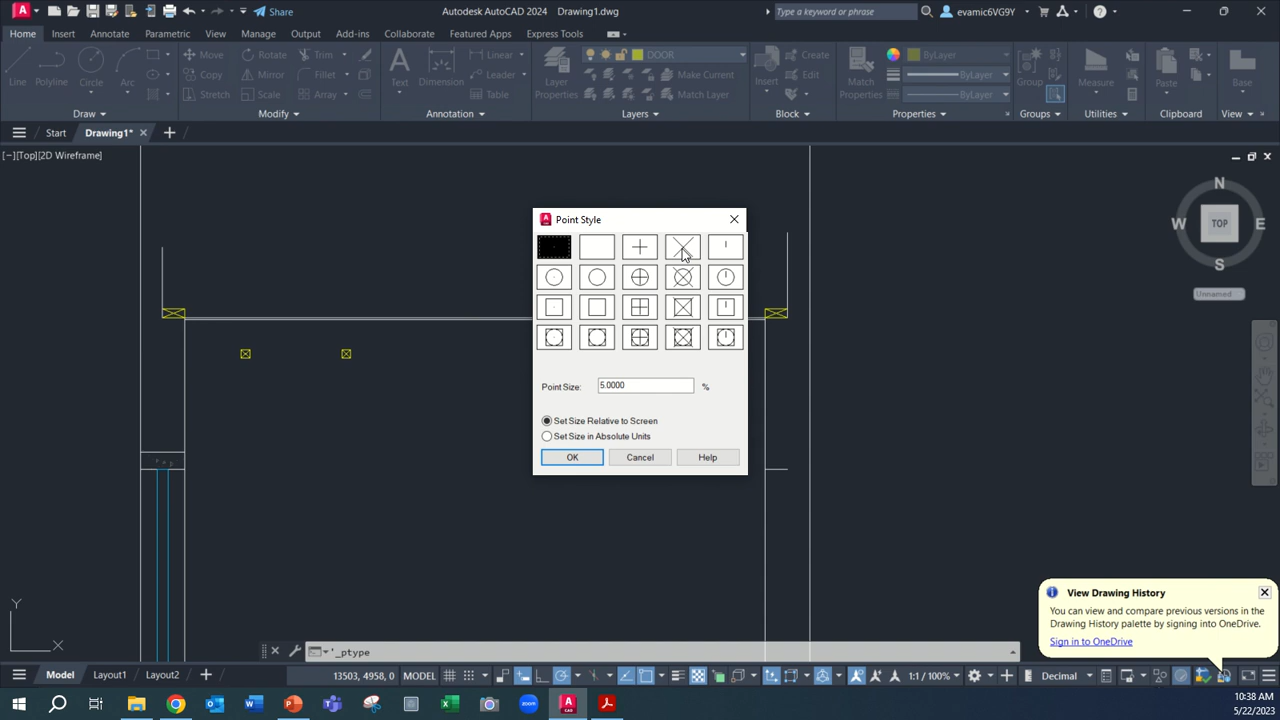 Share
Autodesk AutoCAD 2024 Drawing1.dwg
Type a keyword or phrase
evamic6VG9Y
Home Insert Annotate Parametric View Manage Output Add-ins Collaborate Featured Apps Express Tools
Line Polyline Circle Arc
Move Rotate Trim
Copy Mirror Fillet
Stretch Scale Array
Text Dimension
Linear
Leader
Table
Layer Properties
DOOR
Make Current
Match Layer
Insert
Create
Edit
Match Properties
ByLayer
ByLayer
ByLayer
Group
Measure
Paste
Base
Draw Modify Annotation Layers Block Properties Groups Utilities Clipboard View
Start Drawing1*
[−][Top][2D Wireframe]
N
W TOP E
S
Unnamed
Point Style
Point Size: 5.0000 %
Set Size Relative to Screen
Set Size in Absolute Units
OK Cancel Help
View Drawing History
You can view and compare previous versions in the
Drawing History palette by signing into OneDrive.
Sign in to OneDrive
Y
X
'_ptype
Model Layout1 Layout2
13503, 4958, 0 MODEL
1:1 / 100%
Decimal
10:38 AM
5/22/2023